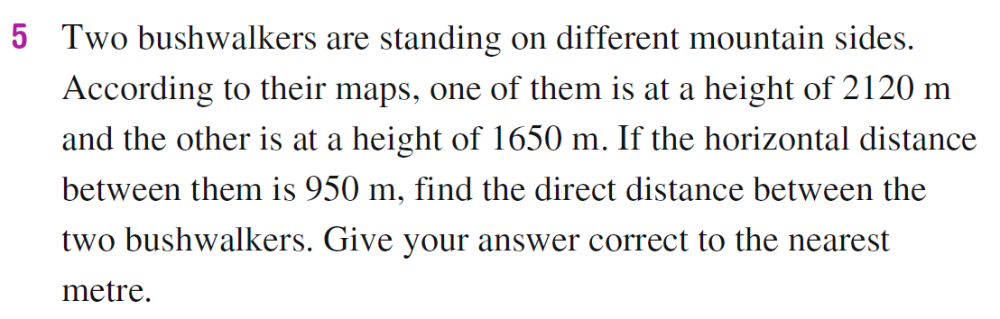 5 Two bushwalkers are standing on different mountain sides.
According to their maps, one of them is at a height of 2120 m
and the other is at a height of 1650 m. If the horizontal distance
between them is 950 m, find the direct distance between the
two bushwalkers. Give your answer correct to the nearest
metre.